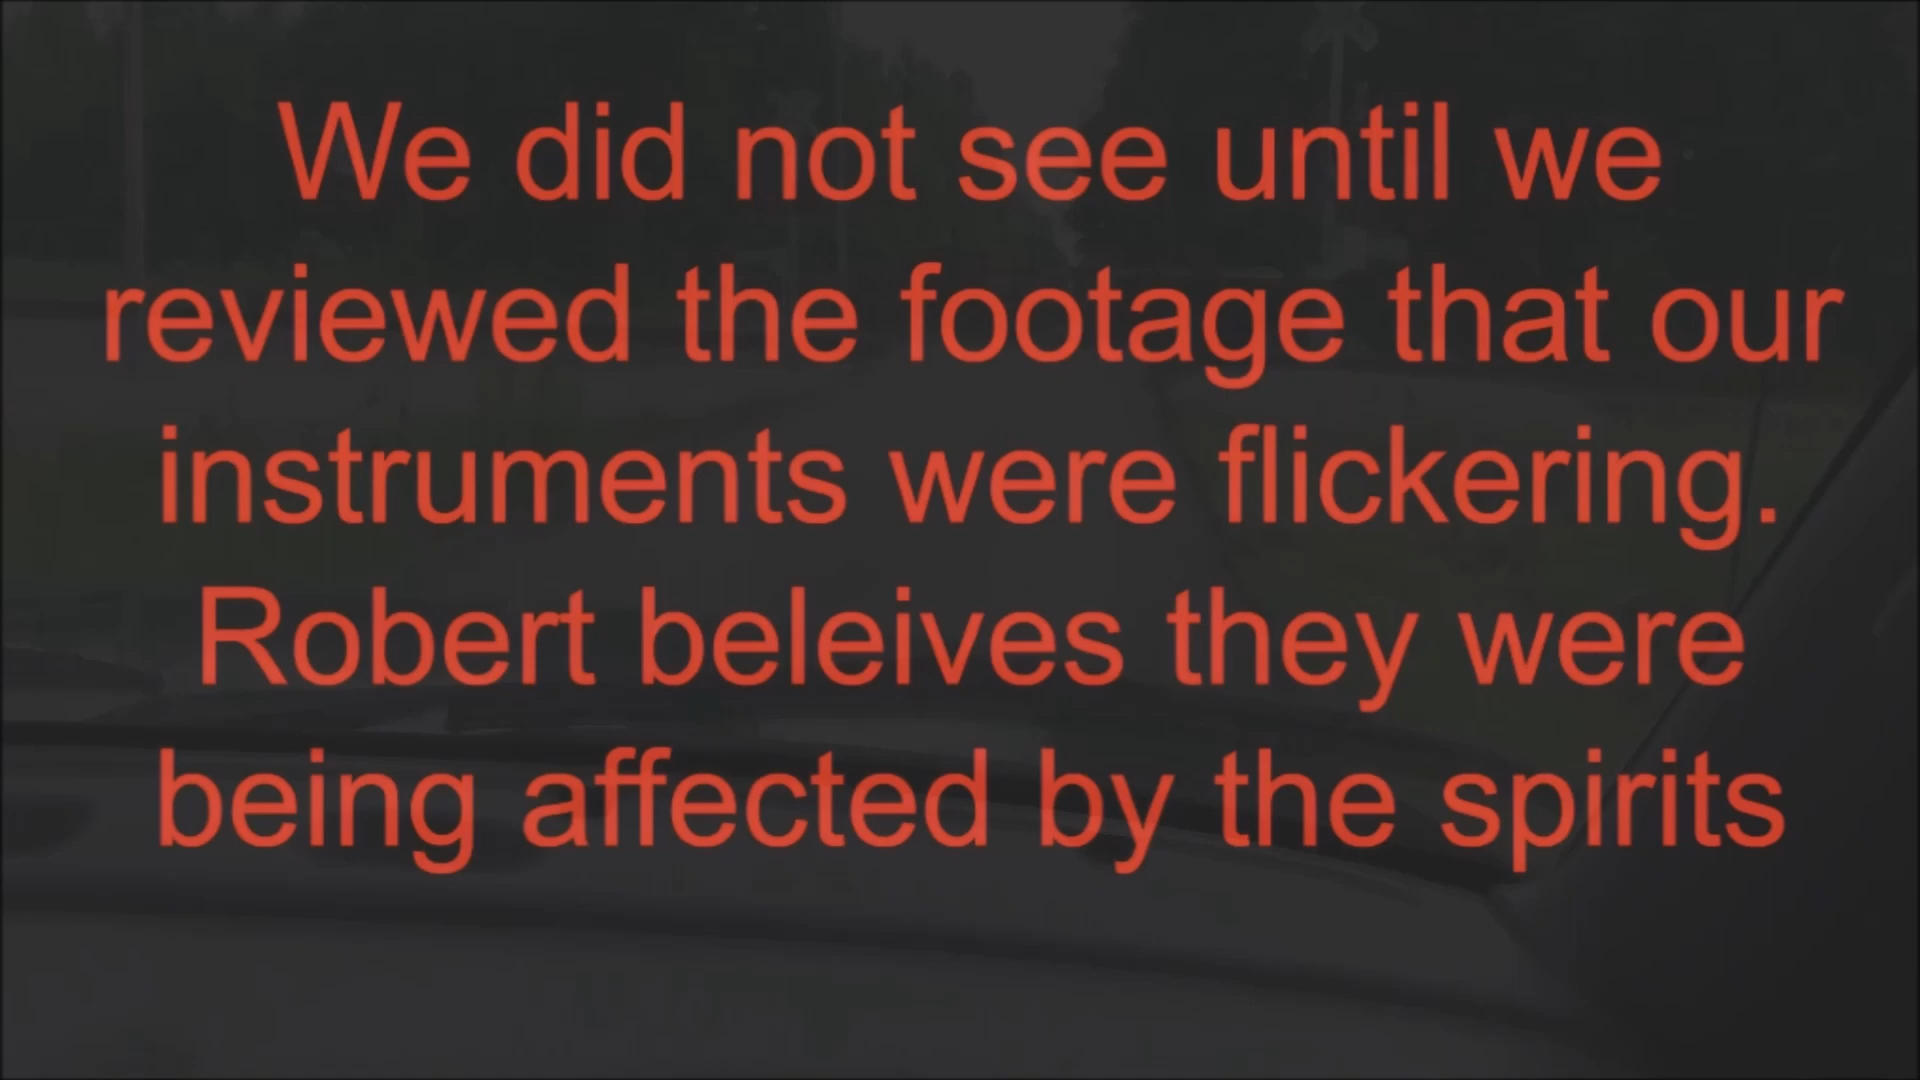 We did not see until we
reviewed the footage that our
instruments were flickering.
Robert beleives they were
being affected by the spirits